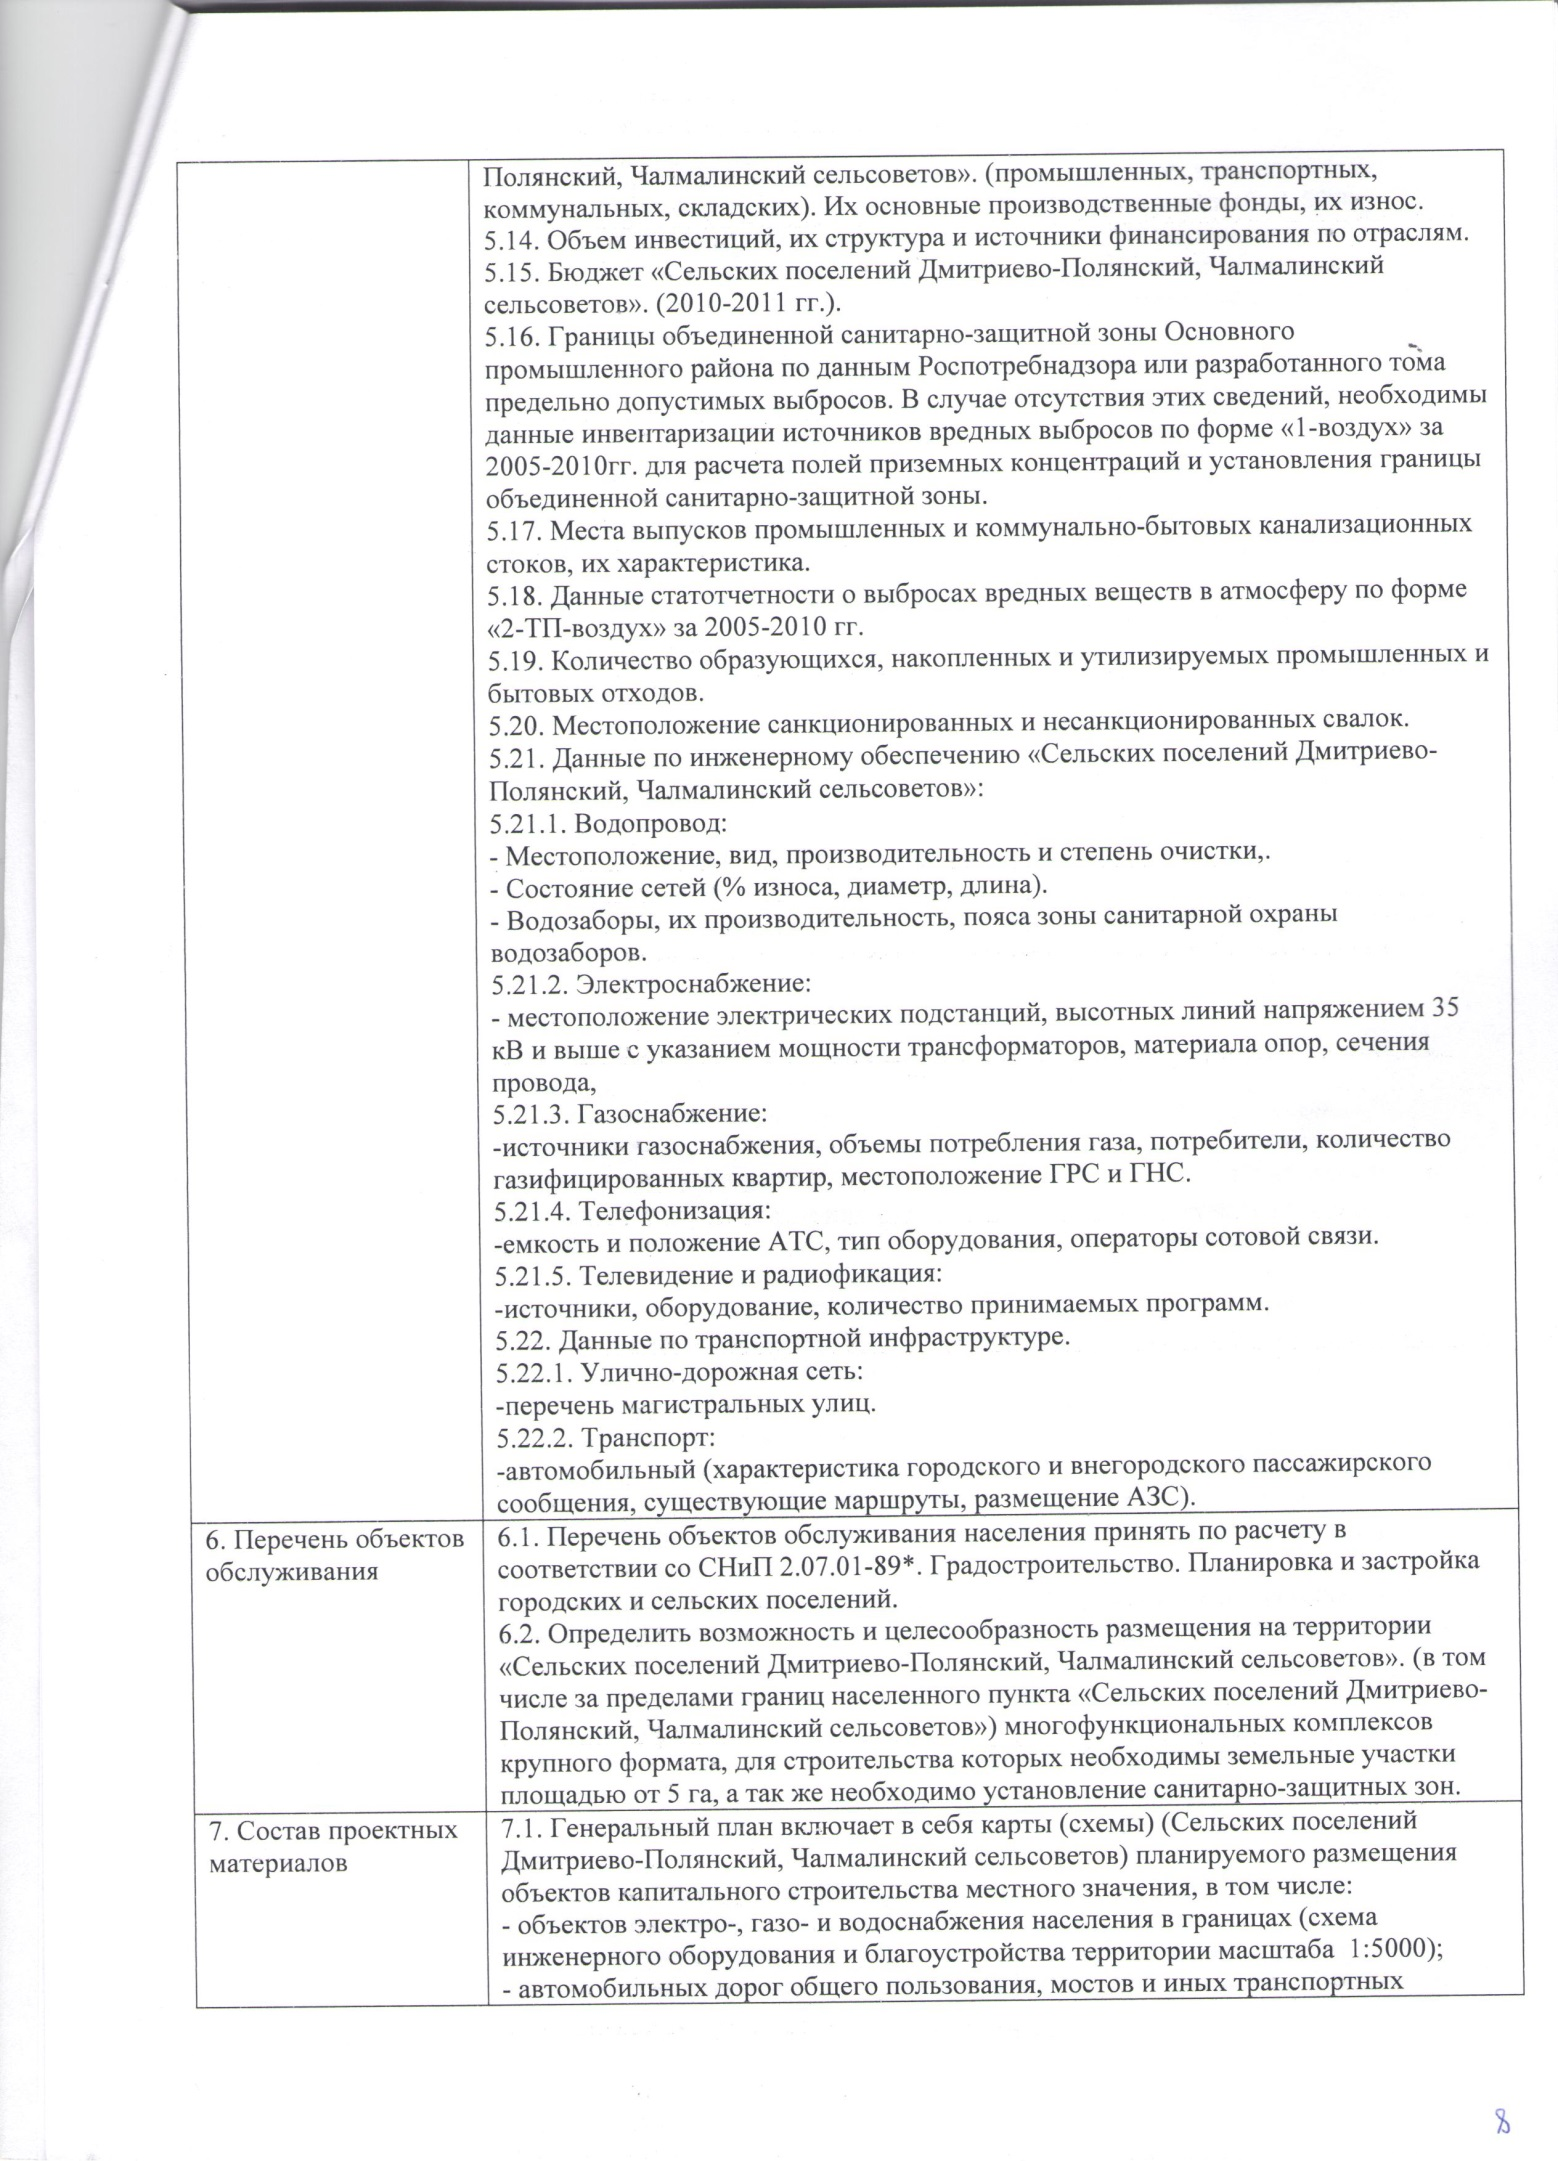 Полянский, Чалмалинский сельсоветов». (промышленных, транспортных,
коммунальных, складских). Их основные производственные фонды, их износ.
5.14. Объем инвестиций, их структура и источники финансирования по отраслям.
5.15. Бюджет «Сельских поселений Дмитриево-Полянский, Чалмалинский
сельсоветов». (2010-2011 гг.).
5.16. Границы объединенной санитарно-защитной зоны Основного
промышленного района по данным Роспотребнадзора или разработанного тома
предельно допустимых выбросов. В случае отсутствия этих сведений, необходимы
данные инвентаризации источников вредных выбросов по форме «1-воздух» за
2005-2010гг. для расчета полей приземных концентраций и установления границы
объединенной санитарно-защитной зоны.
5.17. Места выпусков промышленных и коммунально-бытовых канализационных
стоков, их характеристика.
5.18. Данные статотчетности о выбросах вредных веществ в атмосферу по форме
«2-ТП-воздух» за 2005-2010 гг.
5.19. Количество образующихся, накопленных и утилизируемых промышленных и
бытовых отходов.
5.20. Местоположение санкционированных и несанкционированных свалок.
5.21. Данные по инженерному обеспечению «Сельских поселений Дмитриево-
Полянский, Чалмалинский сельсоветов»:
5.21.1. Водопровод:
- Местоположение, вид, производительность и степень очистки,.
- Состояние сетей (% износа, диаметр, длина).
- Водозаборы, их производительность, пояса зоны санитарной охраны
водозаборов.
5.21.2. Электроснабжение:
- местоположение электрических подстанций, высотных линий напряжением 35
кВ и выше с указанием мощности трансформаторов, материала опор, сечения
провода,
5.21.3. Газоснабжение:
-источники газоснабжения, объемы потребления газа, потребители, количество
газифицированных квартир, местоположение ГРС и ГНС.
5.21.4. Телефонизация:
-емкость и положение АТС, тип оборудования, операторы сотовой связи.
5.21.5. Телевидение и радиофикация:
-источники, оборудование, количество принимаемых программ.
5.22. Данные по транспортной инфраструктуре.
5.22.1. Улично-дорожная сеть:
-перечень магистральных улиц.
5.22.2. Транспорт:
-автомобильный (характеристика городского и внегородского пассажирского
сообщения, существующие маршруты, размещение АЗС).
6. Перечень объектов
обслуживания
6.1. Перечень объектов обслуживания населения принять по расчету в
соответствии со СНиП 2.07.01-89*. Градостроительство. Планировка и застройка
городских и сельских поселений.
6.2. Определить возможность и целесообразность размещения на территории
«Сельских поселений Дмитриево-Полянский, Чалмалинский сельсоветов». (в том
числе за пределами границ населенного пункта «Сельских поселений Дмитриево-
Полянский, Чалмалинский сельсоветов») многофункциональных комплексов
крупного формата, для строительства которых необходимы земельные участки
площадью от 5 га, а так же необходимо установление санитарно-защитных зон.
7. Состав проектных
материалов
7.1. Генеральный план включает в себя карты (схемы) (Сельских поселений
Дмитриево-Полянский, Чалмалинский сельсоветов) планируемого размещения
объектов капитального строительства местного значения, в том числе:
- объектов электро-, газо- и водоснабжения населения в границах (схема
инженерного оборудования и благоустройства территории масштаба 1:5000);
- автомобильных дорог общего пользования, мостов и иных транспортных
8